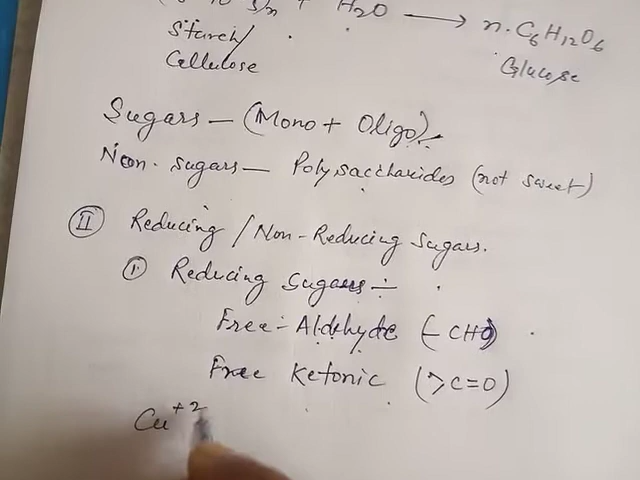 )n + H2O ⟶ n. C6H12O6
Starch/
Cellulose
Glucose
Sugars — (Mono + Oligo)
Non-sugars — Polysaccharides (not sweet)
II Reducing / Non-Reducing Sugars.
① Reducing Sugars :-
Free - Aldehyde (-CHO)
Free Ketonic (>C=O)
Cu+2